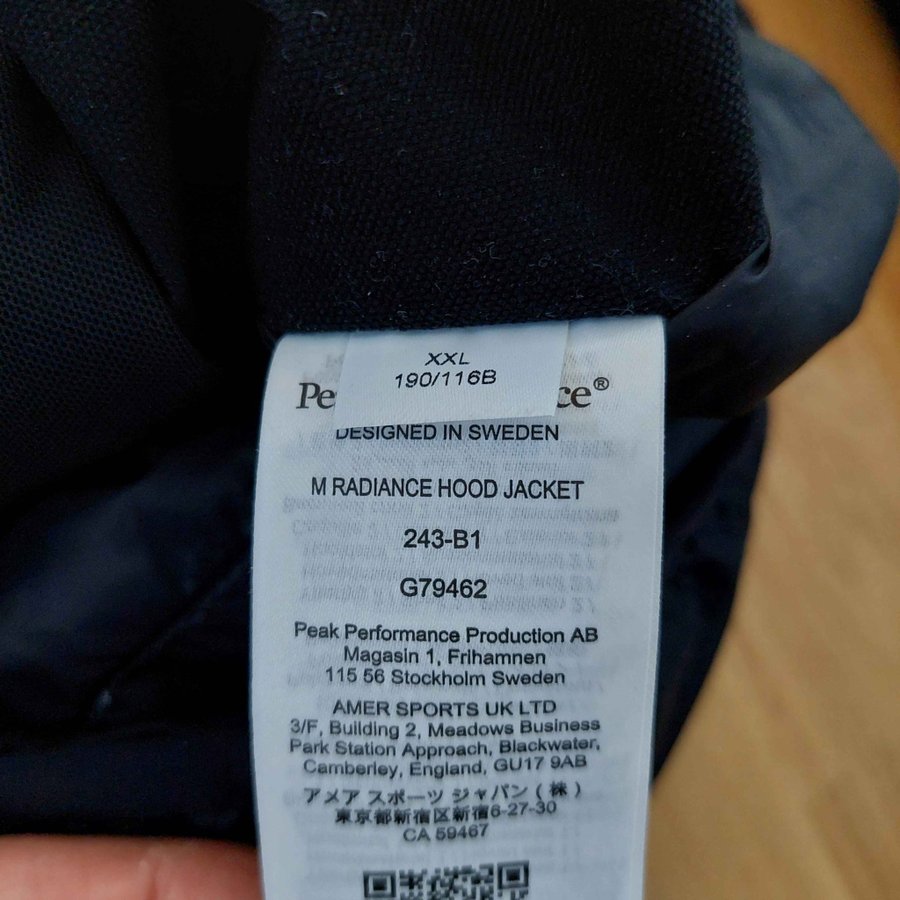 XXL
190/116B
Pe ce®
DESIGNED IN SWEDEN
M RADIANCE HOOD JACKET
243-B1
G79462
Peak Performance Production AB
Magasin 1, Frihamnen
115 56 Stockholm Sweden
AMER SPORTS UK LTD
3/F, Building 2, Meadows Business
Park Station Approach, Blackwater,
Camberley, England, GU17 9AB
アメア スポーツ ジャパン (株)
東京都新宿区新宿6-27-30
CA 59467